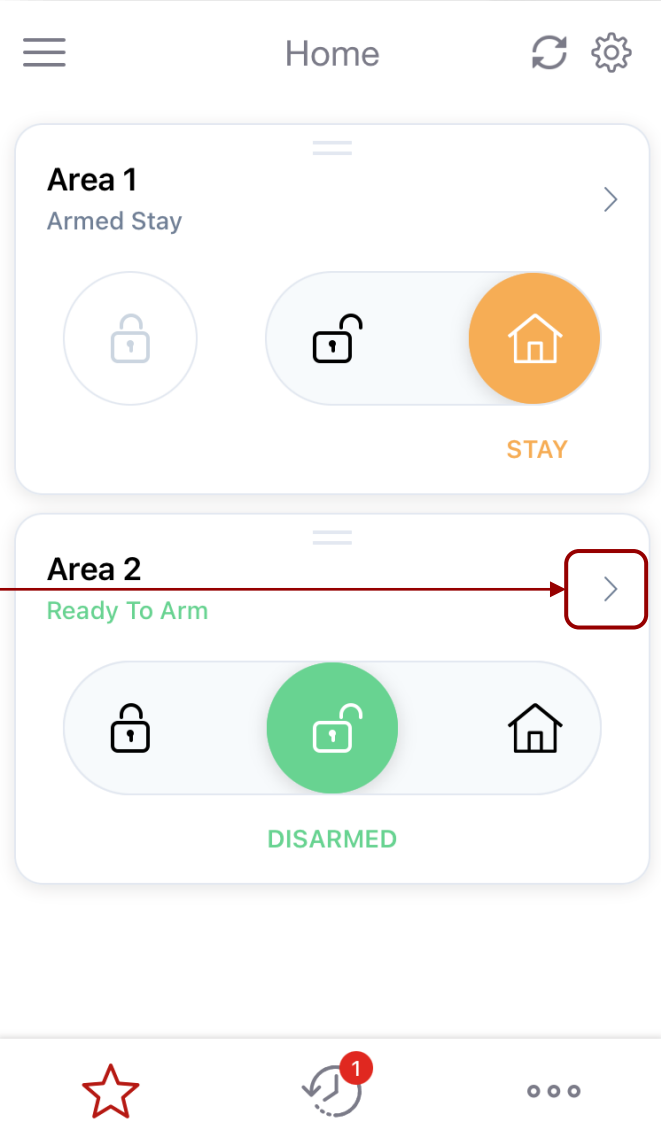 Home
Area 1
Armed Stay
STAY
Area 2
Ready To Arm
DISARMED
1